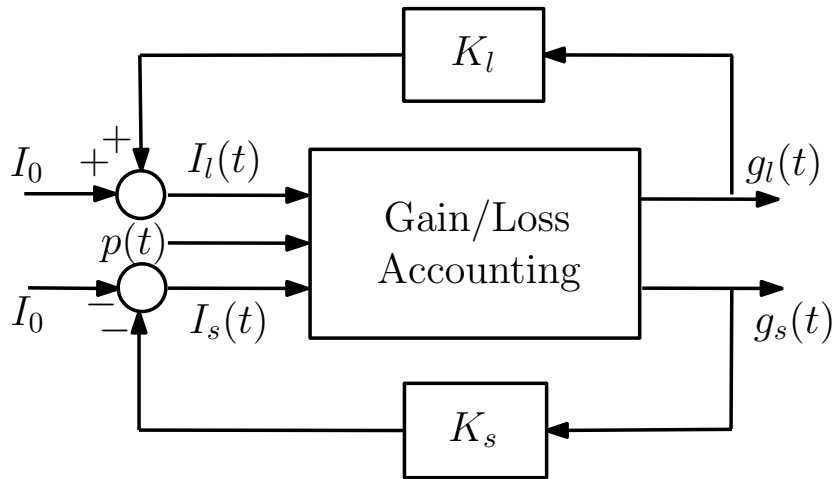 K_l
+
I_0
+
I_l(t)
g_l(t)
Gain/Loss
p(t)
Accounting
I_0
−
−
I_s(t)
g_s(t)
K_s